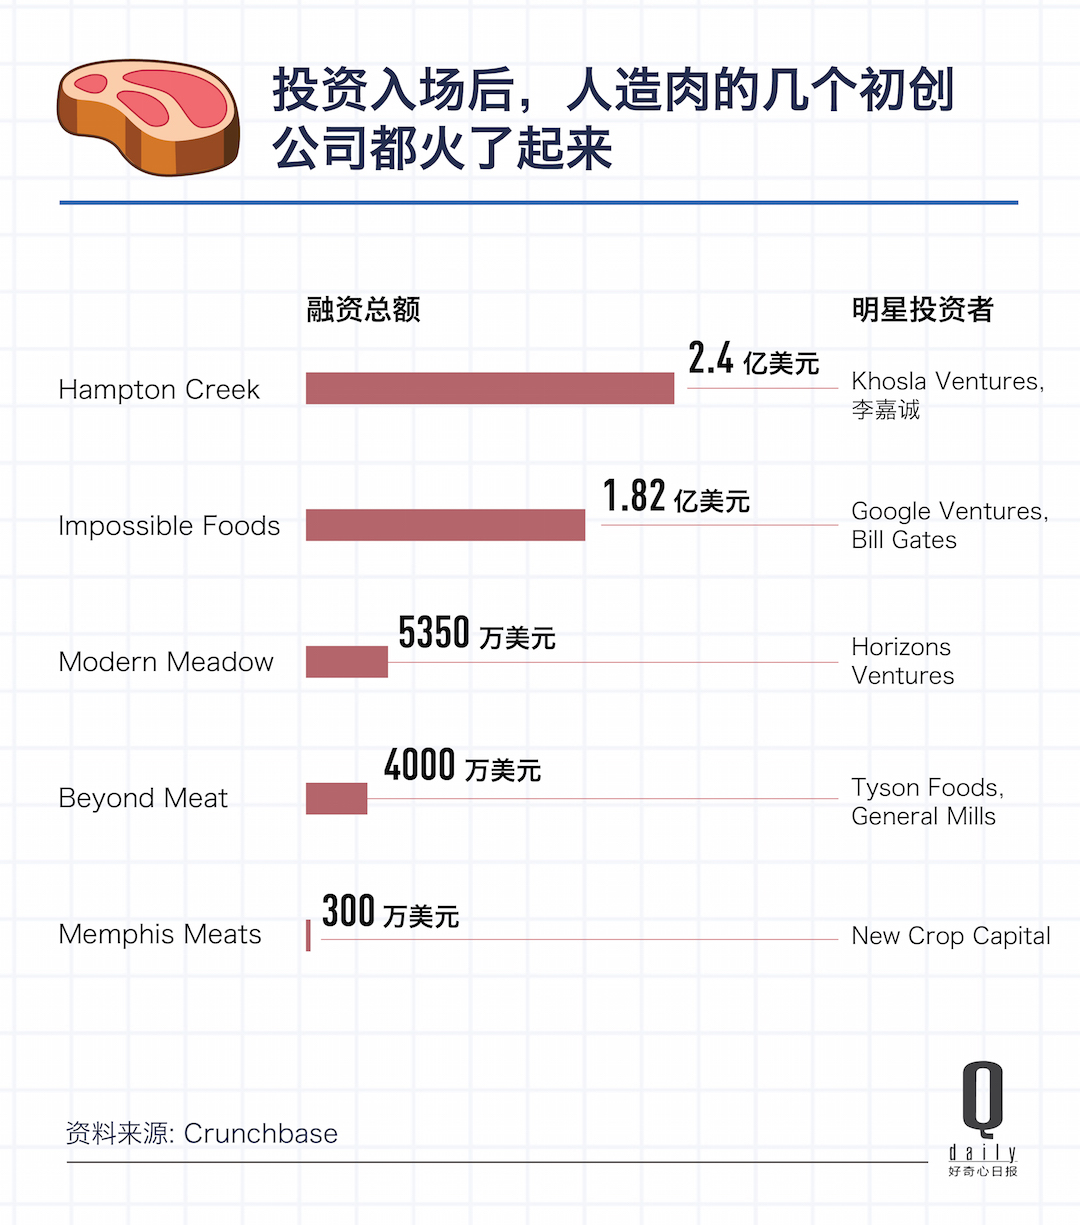 投资入场后，人造肉的几个初创
公司都火了起来
融资总额
明星投资者
Hampton Creek
2.4 亿美元
Khosla Ventures,
李嘉诚
Impossible Foods
1.82 亿美元
Google Ventures,
Bill Gates
Modern Meadow
5350 万美元
Horizons
Ventures
Beyond Meat
4000 万美元
Tyson Foods,
General Mills
Memphis Meats
300 万美元
New Crop Capital
资料来源: Crunchbase
Q
daily
好奇心日报